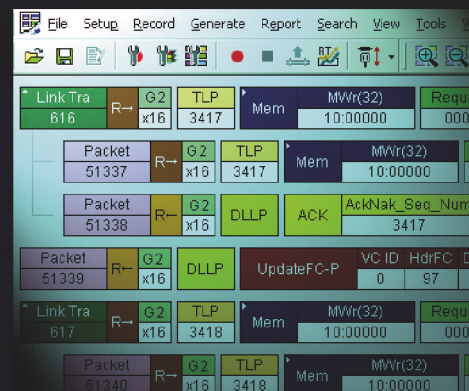 File Setup Record Generate Report Search View Tools
Link Tra R→ G2 TLP Mem MWr(32) Requ
616 x16 3417 10:00000 000
Packet R→ G2 TLP Mem MWr(32)
51337 x16 3417 10:00000
Packet R← G2 DLLP ACK AckNak_Seq_Num
51338 x16 3417
Packet R← G2 DLLP UpdateFC-P VC ID HdrFC D
51339 x16 0 97
Link Tra R→ G2 TLP Mem MWr(32) Requ
617 x16 3418 10:00000 000
Packet R→ G2 TLP Mem MWr(32)
51340 x16 3418 10:00000